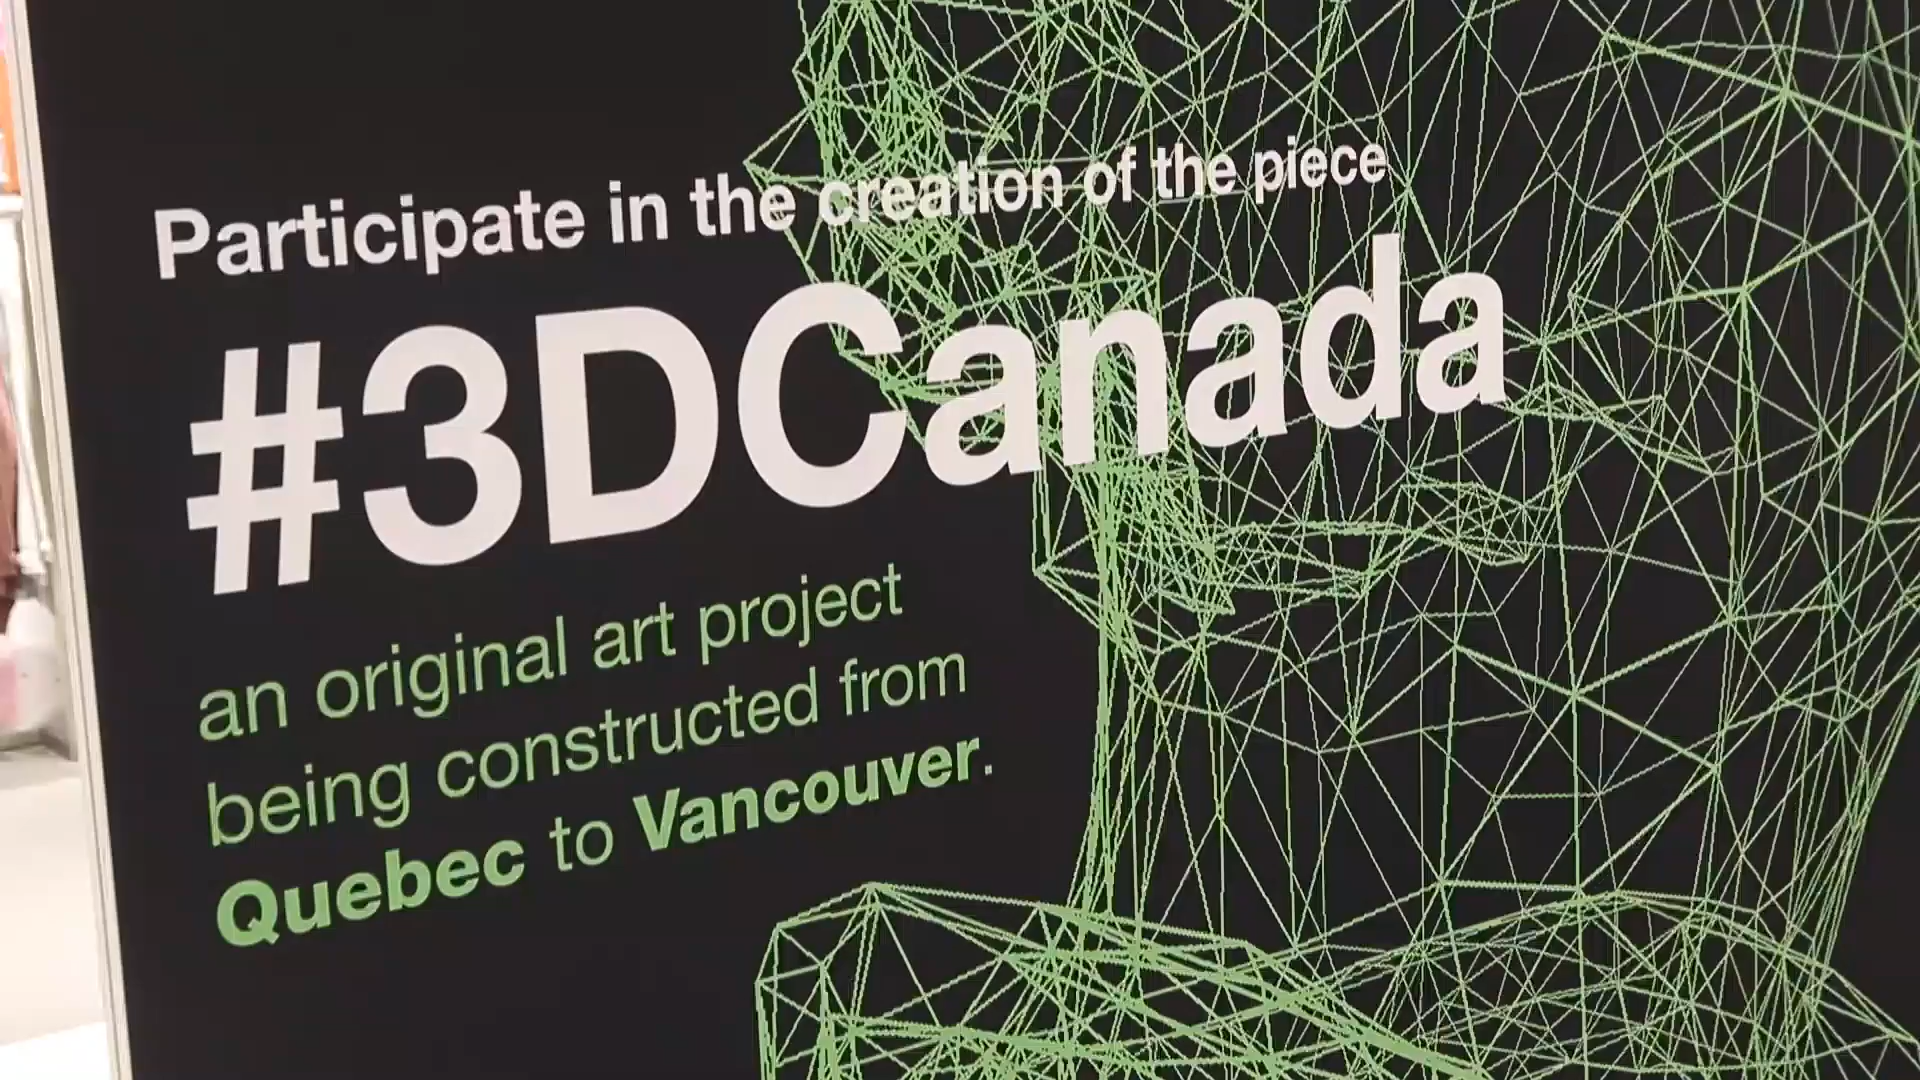 Participate in the creation of the piece
#3DCanada
an original art project
being constructed from
Quebec to Vancouver.